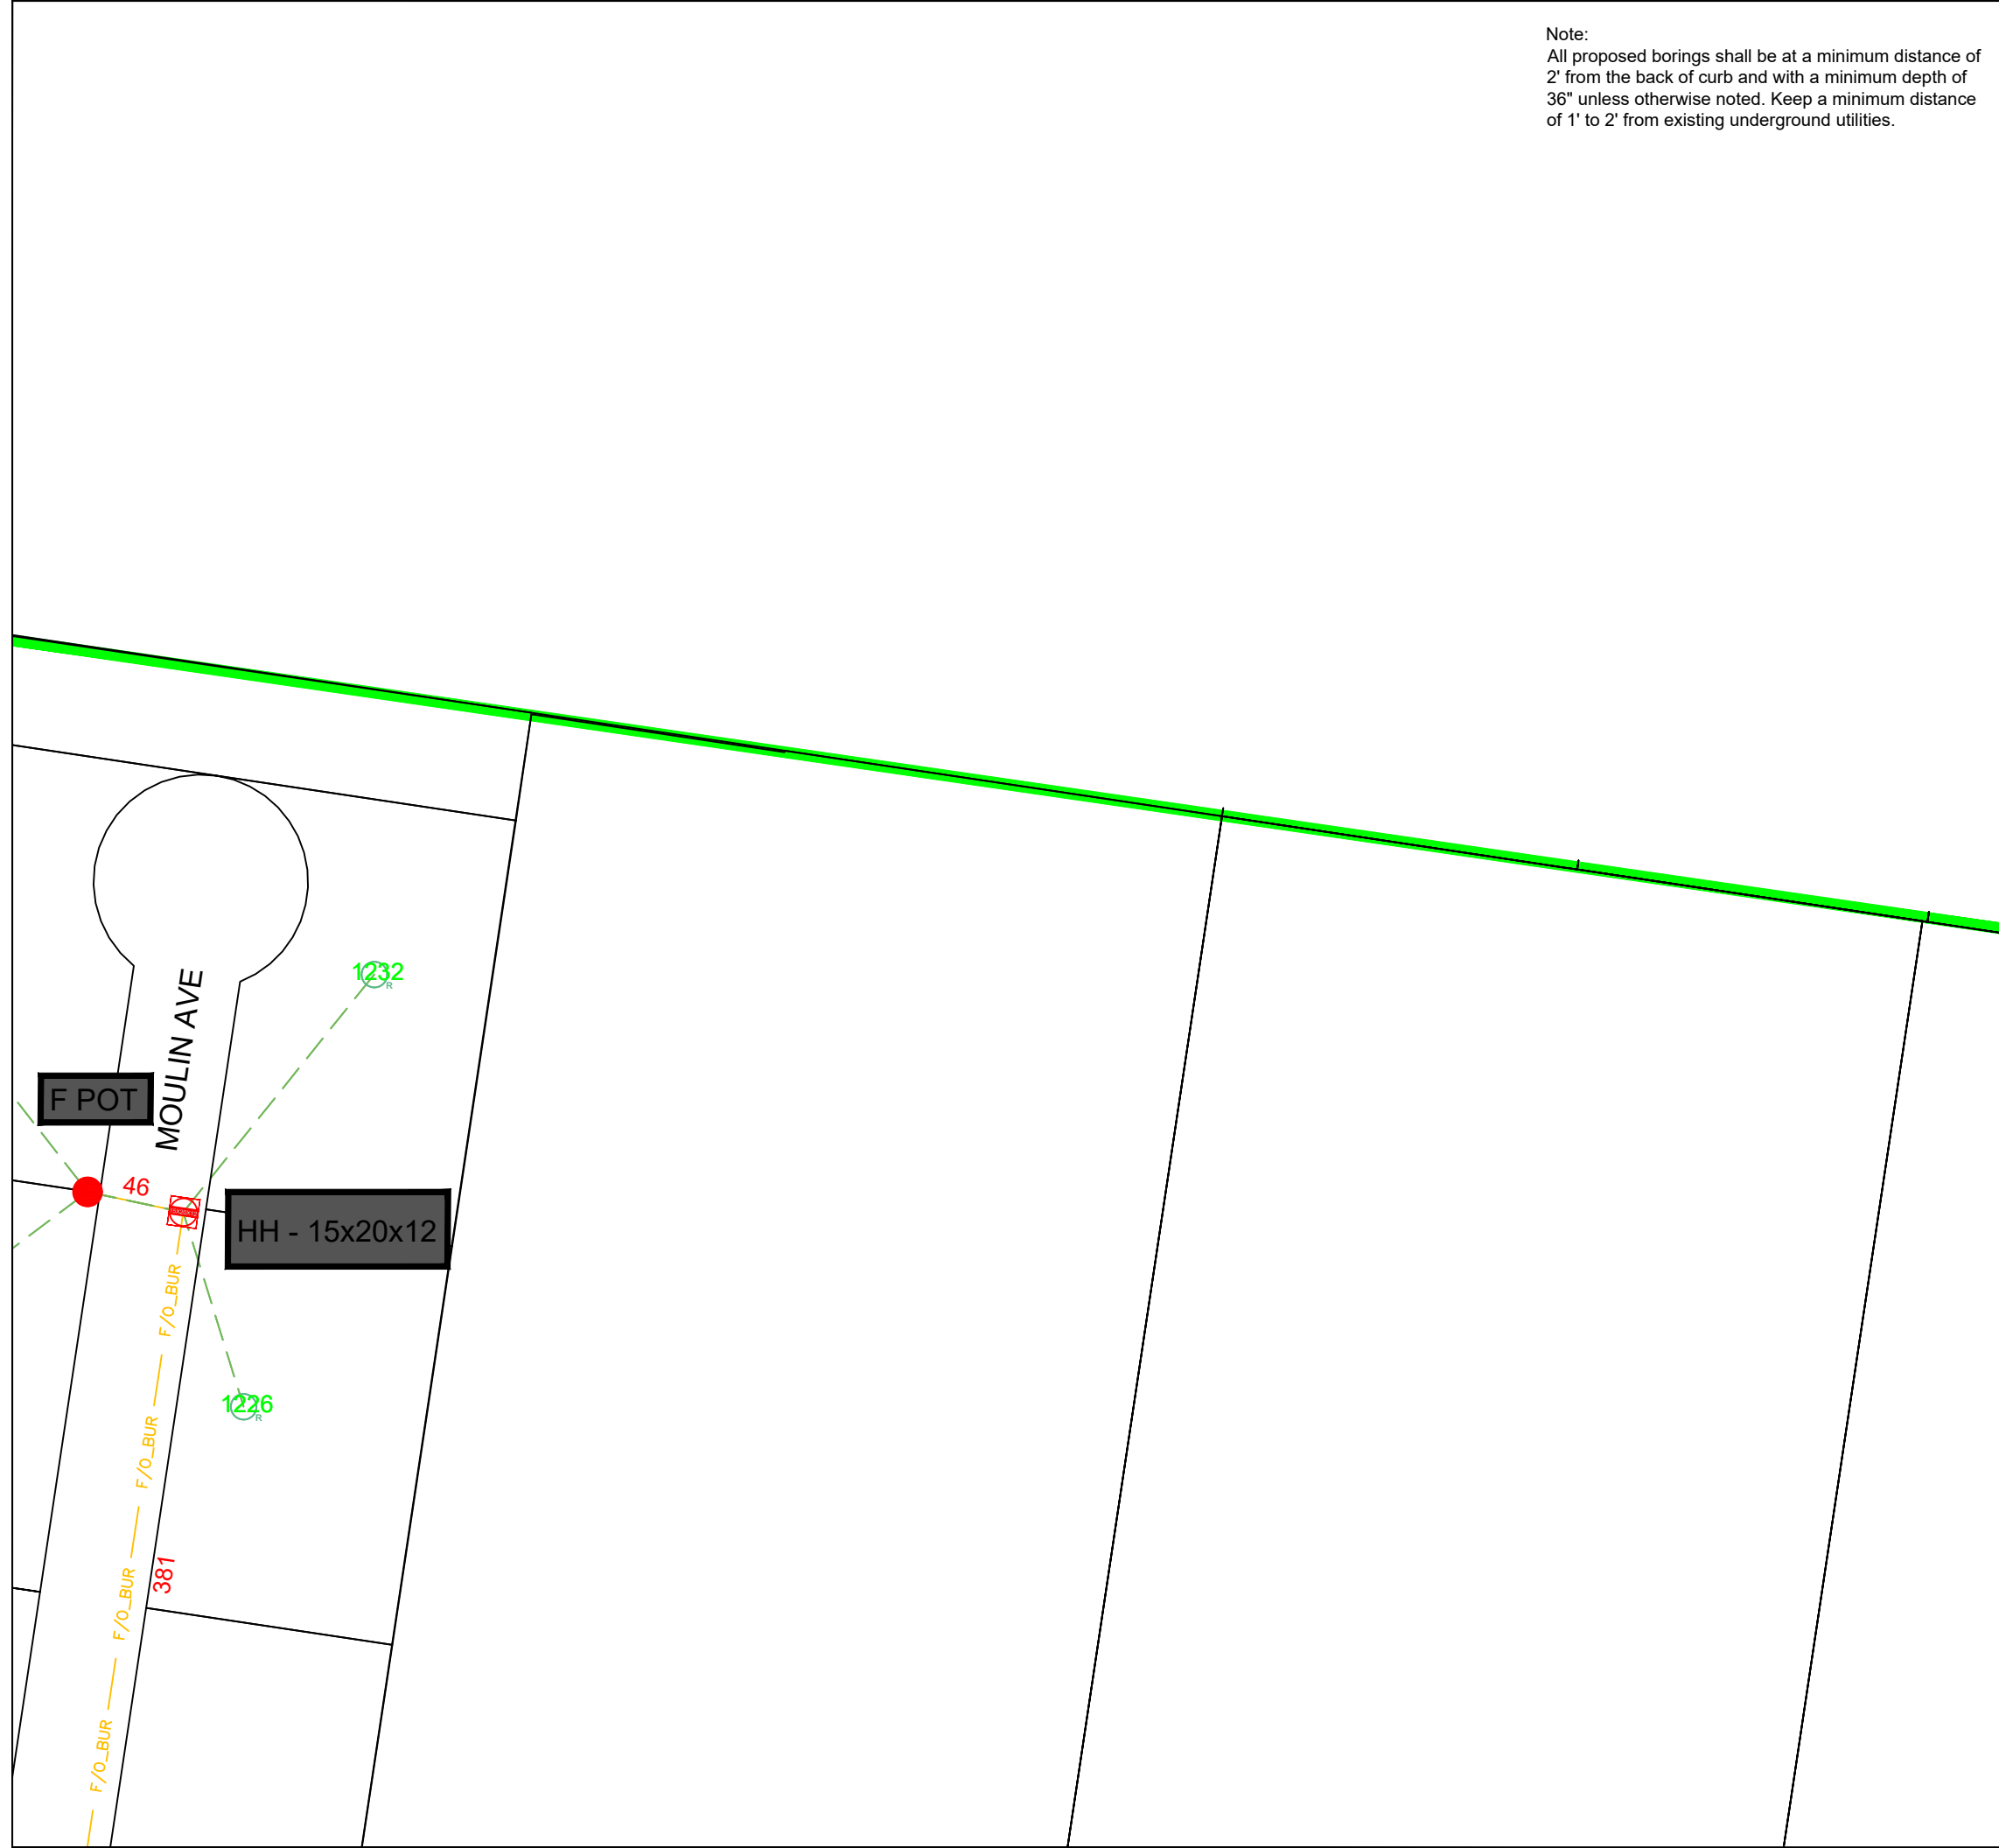 Note:
All proposed borings shall be at a minimum distance of
2' from the back of curb and with a minimum depth of
36" unless otherwise noted. Keep a minimum distance
of 1' to 2' from existing underground utilities.
1232
R
MOULIN AVE
F POT
46
15X20X12
HH - 15x20x12
F/O_BUR
1226
R
F/O_BUR
381
F/O_BUR
F/O_BUR